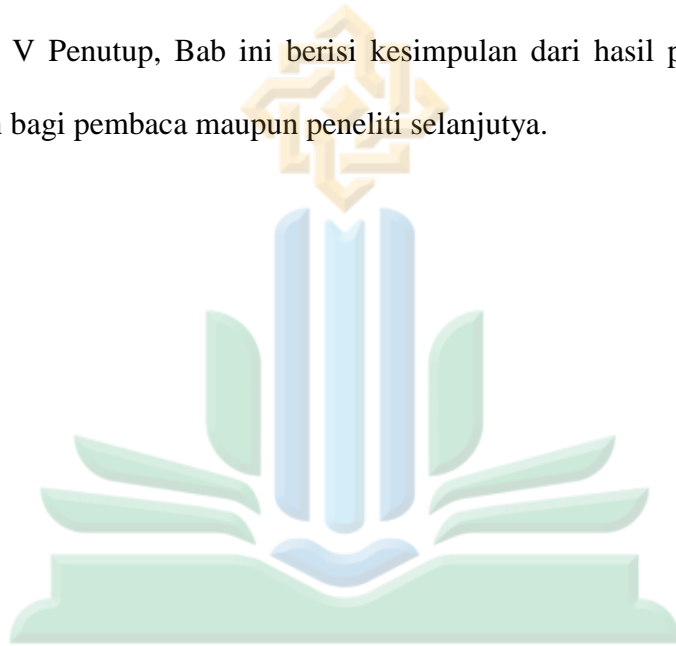 V Penutup, Bab ini berisi kesimpulan dari hasil
bagi pembaca maupun peneliti selanjutya.